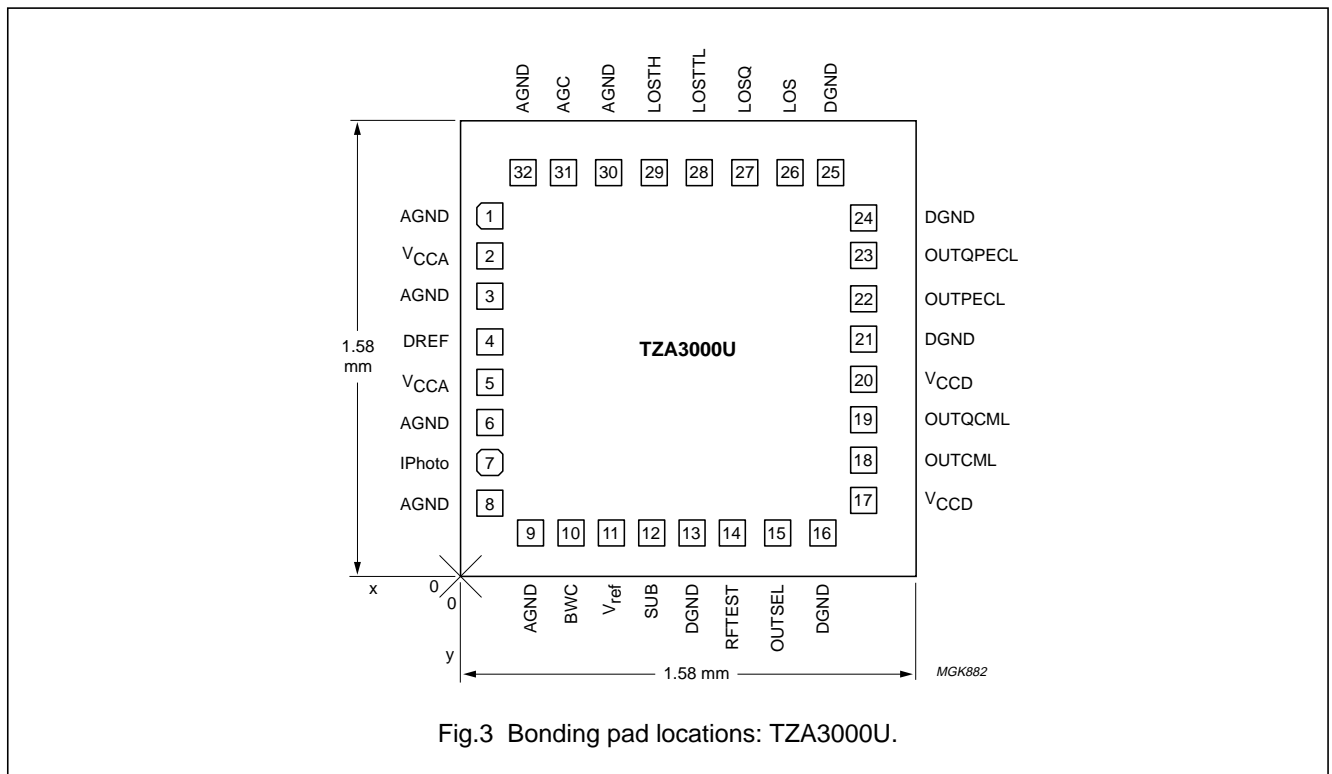 AGND
AGC
AGND
LOSTH
LOSTTL
LOSQ
LOS
DGND
32 31 30 29 28 27 26 25
AGND 1 24 DGND
VCCA 2 23 OUTQPECL
AGND 3 22 OUTPECL
DREF 4 21 DGND
1.58
mm
TZA3000U
VCCA 5 20 VCCD
AGND 6 19 OUTQCML
IPhoto 7 18 OUTCML
AGND 8 17 VCCD
9 10 11 12 13 14 15 16
x 0
0
AGND
BWC
Vref
SUB
DGND
RFTEST
OUTSEL
DGND
y
1.58 mm
MGK882
Fig.3 Bonding pad locations: TZA3000U.